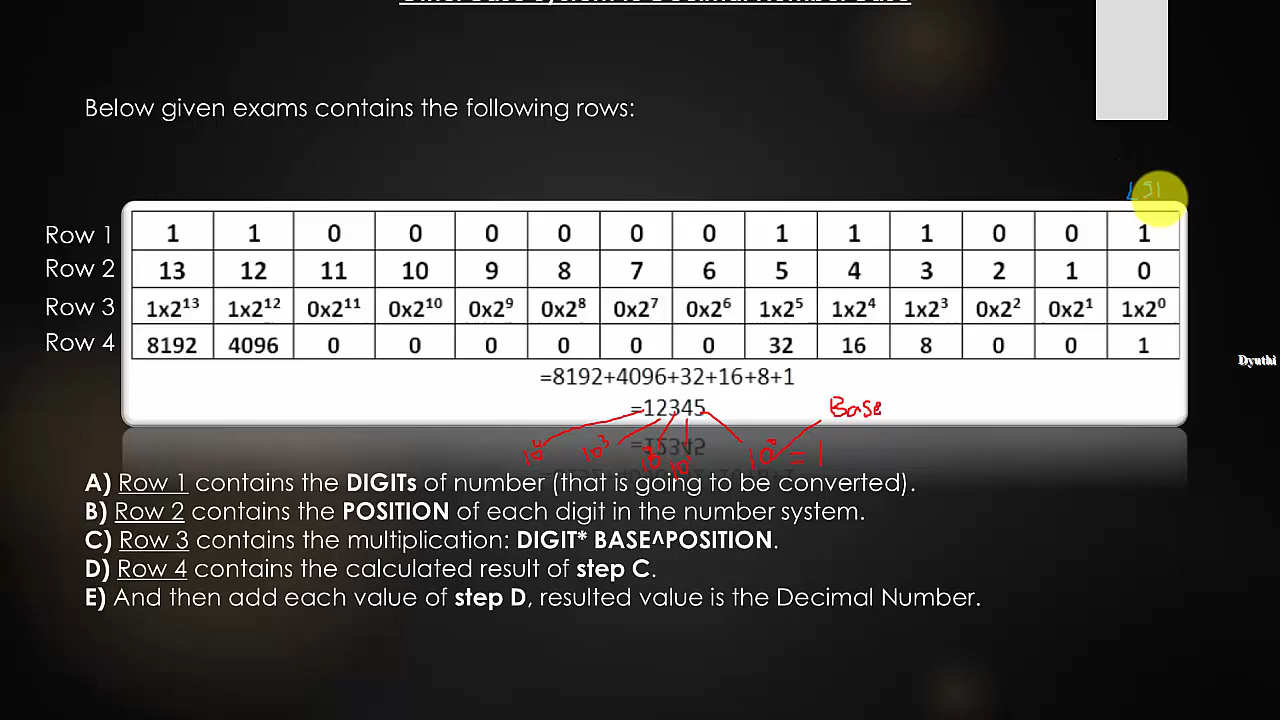 Below given exams contains the following rows:
Row 1 1 1 0 0 0 0 0 0 1 1 1 0 0 1
Row 2 13 12 11 10 9 8 7 6 5 4 3 2 1 0
Row 3 1x2¹³ 1x2¹² 0x2¹¹ 0x2¹⁰ 0x2⁹ 0x2⁸ 0x2⁷ 0x2⁶ 1x2⁵ 1x2⁴ 1x2³ 0x2² 0x2¹ 1x2⁰
Row 4 8192 4096 0 0 0 0 0 0 32 16 8 0 0 1
Dyuthi
=8192+4096+32+16+8+1
=12345
Base
10⁴ 10³ 10⁰ = 1
A) Row 1 contains the DIGITs of number (that is going to be converted).
B) Row 2 contains the POSITION of each digit in the number system.
C) Row 3 contains the multiplication: DIGIT* BASE^POSITION.
D) Row 4 contains the calculated result of step C.
E) And then add each value of step D, resulted value is the Decimal Number.